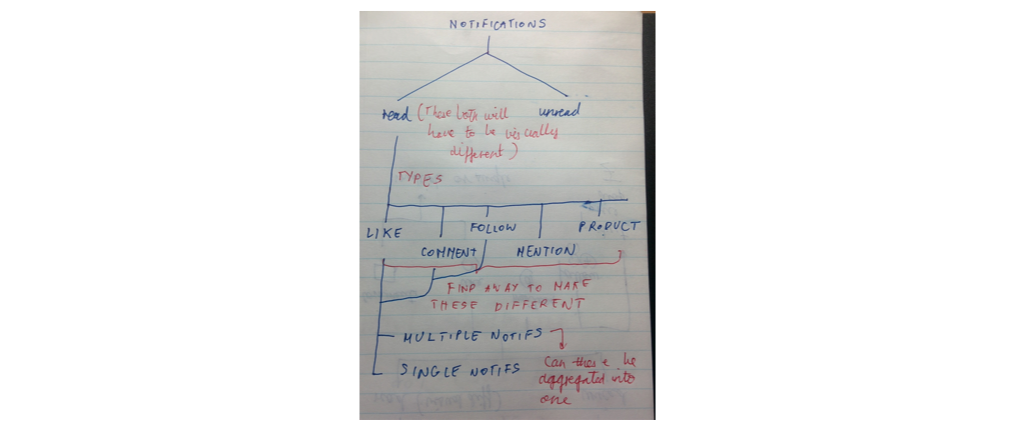 NOTIFICATIONS
read (These both will unread
have to be visually
different)
TYPES
LIKE FOLLOW PRODUCT
COMMENT MENTION
FIND A WAY TO MAKE
THESE DIFFERENT
MULTIPLE NOTIFS
SINGLE NOTIFS Can these be
aggregated into
one